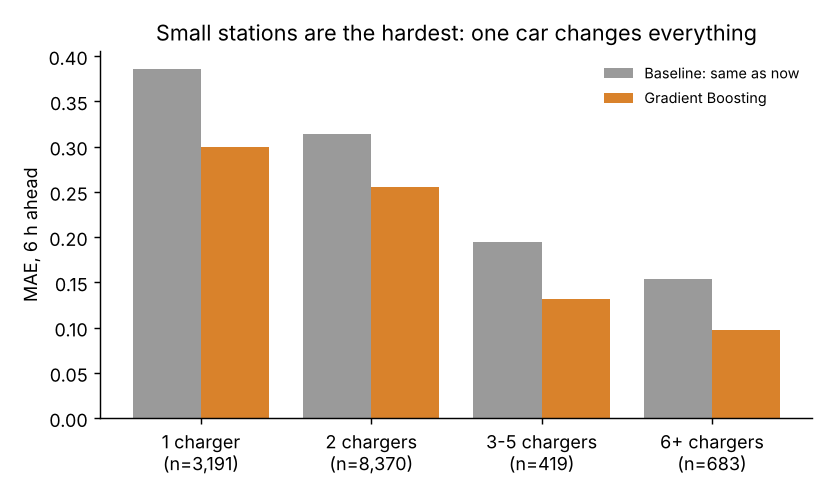 Small stations are the hardest: one car changes everything
Baseline: same as now
Gradient Boosting
MAE, 6 h ahead
0.40
0.35
0.30
0.25
0.20
0.15
0.10
0.05
0.00
1 charger
(n=3,191)
2 chargers
(n=8,370)
3-5 chargers
(n=419)
6+ chargers
(n=683)